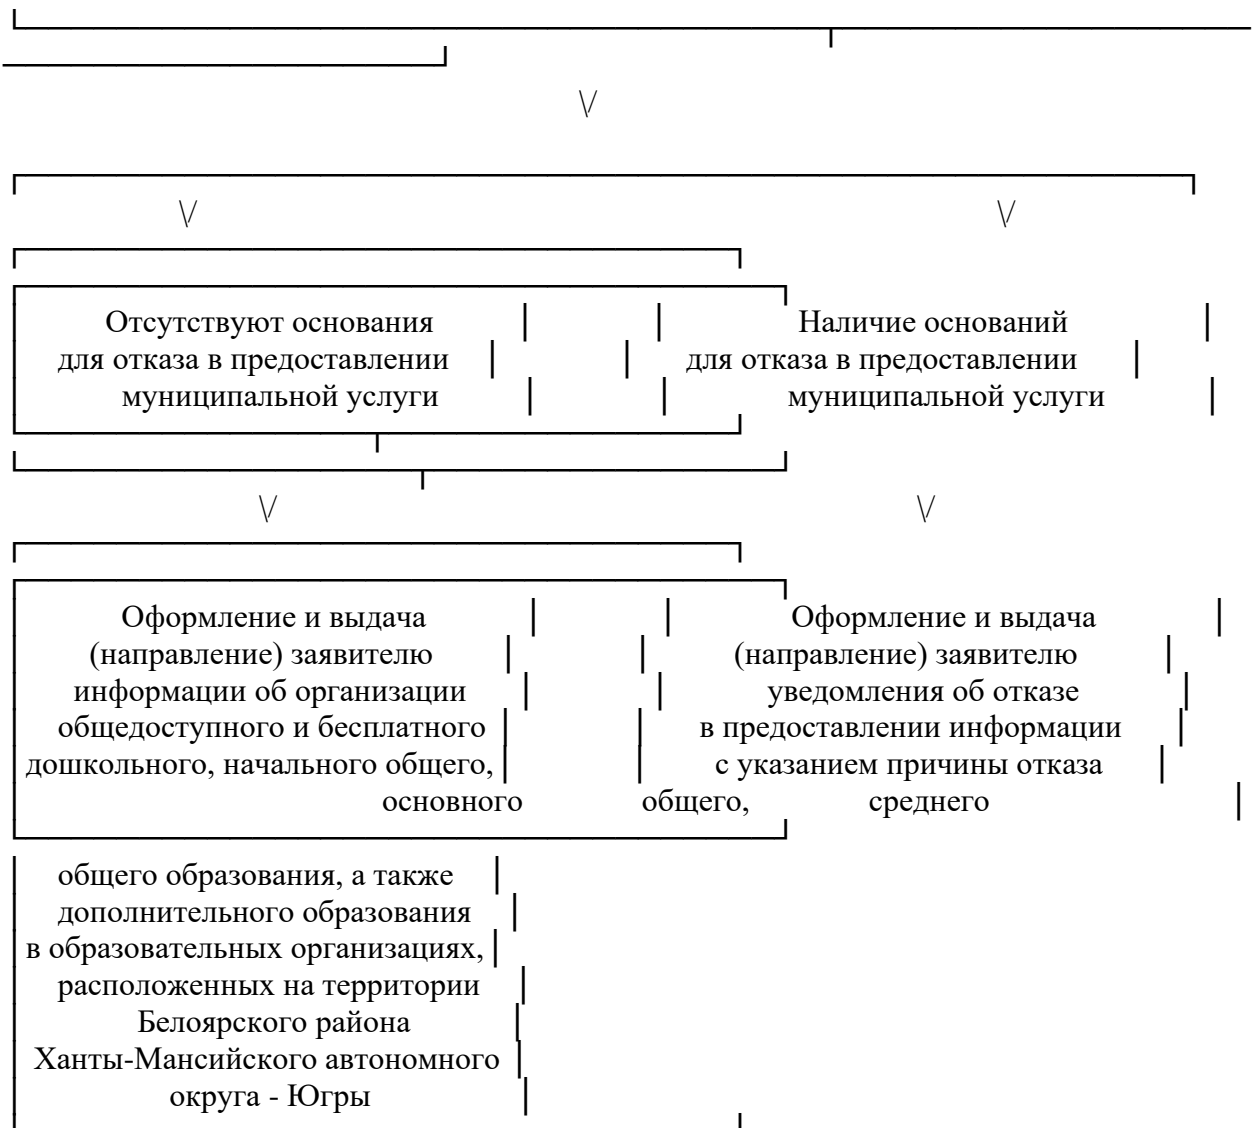 Отсутствуют основания Наличие оснований
для отказа в предоставлении для отказа в предоставлении
муниципальной услуги муниципальной услуги
Оформление и выдача Оформление и выдача
(направление) заявителю (направление) заявителю
информации об организации уведомления об отказе
общедоступного и бесплатного в предоставлении информации
дошкольного, начального общего, с указанием причины отказа
основного общего, среднего
общего образования, а также
дополнительного образования
в образовательных организациях,
расположенных на территории
Белоярского района
Ханты-Мансийского автономного
округа - Югры